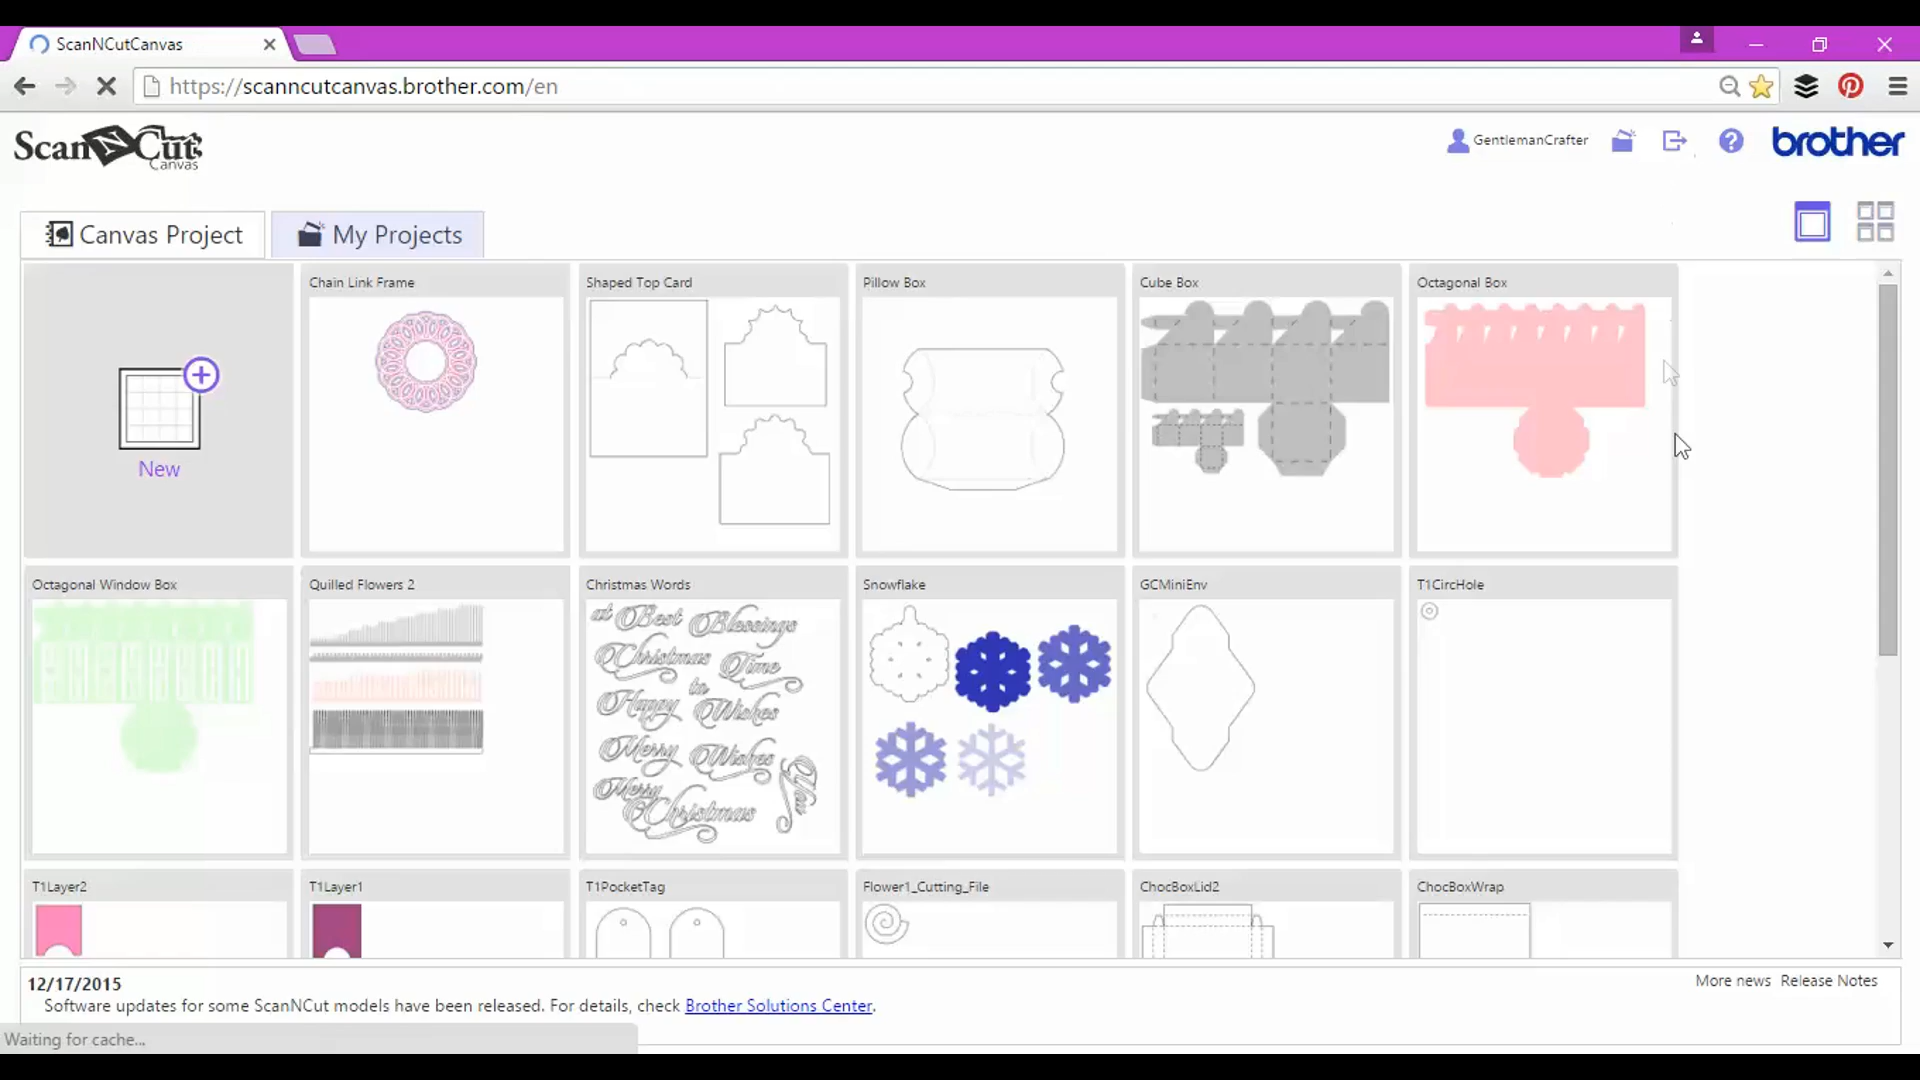 ScanNCutCanvas
https://scanncutcanvas.brother.com/en
ScanNCut
Canvas
GentlemanCrafter
brother
Canvas Project
My Projects
Chain Link Frame
Shaped Top Card
Pillow Box
Cube Box
Octagonal Box
New
Octagonal Window Box
Quilled Flowers 2
Christmas Words
Snowflake
GCMiniEnv
T1CircHole
at Best Blessings
Christmas Time
to
Happy Wishes
Merry Wishes
Merry
Christmas
You
T1Layer2
T1Layer1
T1PocketTag
Flower1_Cutting_File
ChocBoxLid2
ChocBoxWrap
12/17/2015
More news Release Notes
Software updates for some ScanNCut models have been released. For details, check Brother Solutions Center.
Waiting for cache...